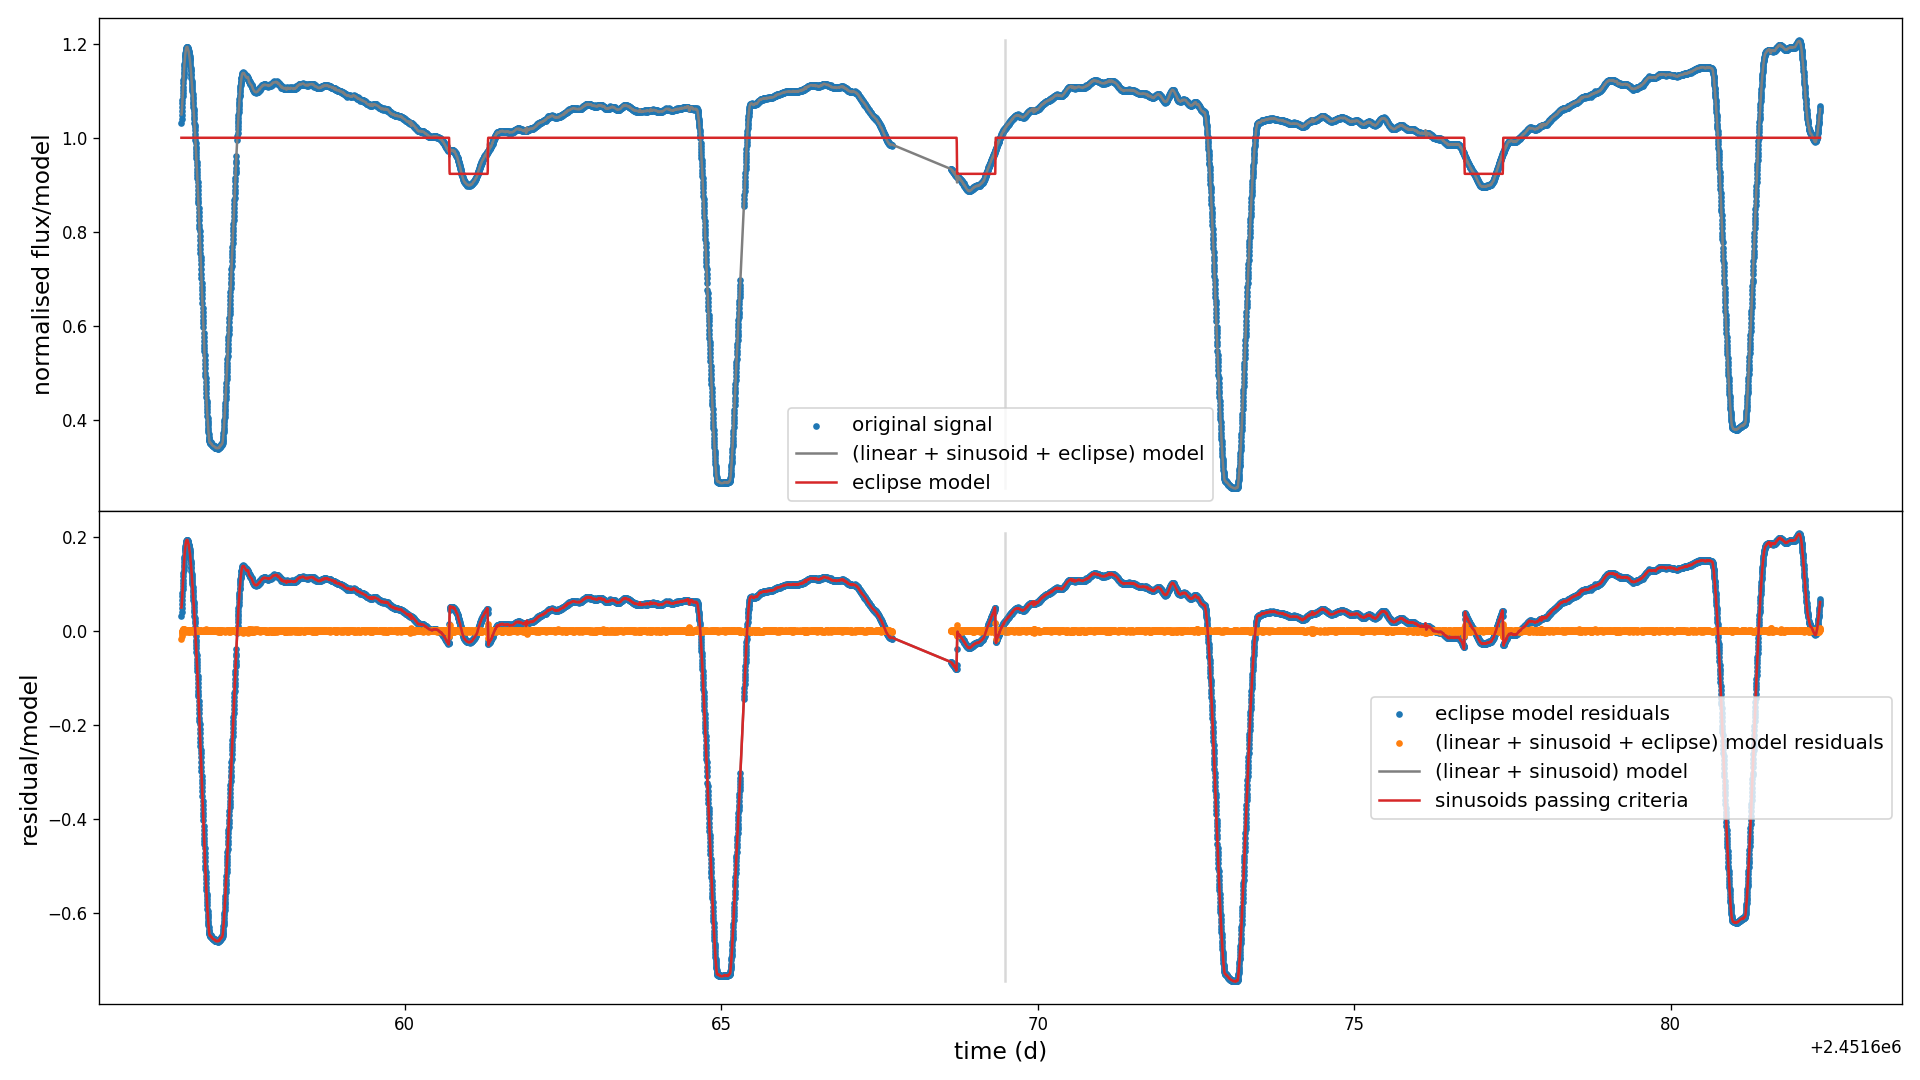 normalised flux/model
1.2
1.0
0.8
0.6
0.4
original signal
(linear + sinusoid + eclipse) model
eclipse model
residual/model
0.2
0.0
−0.2
−0.4
−0.6
eclipse model residuals
(linear + sinusoid + eclipse) model residuals
(linear + sinusoid) model
sinusoids passing criteria
60
65
70
75
80
time (d)
+2.4516e6